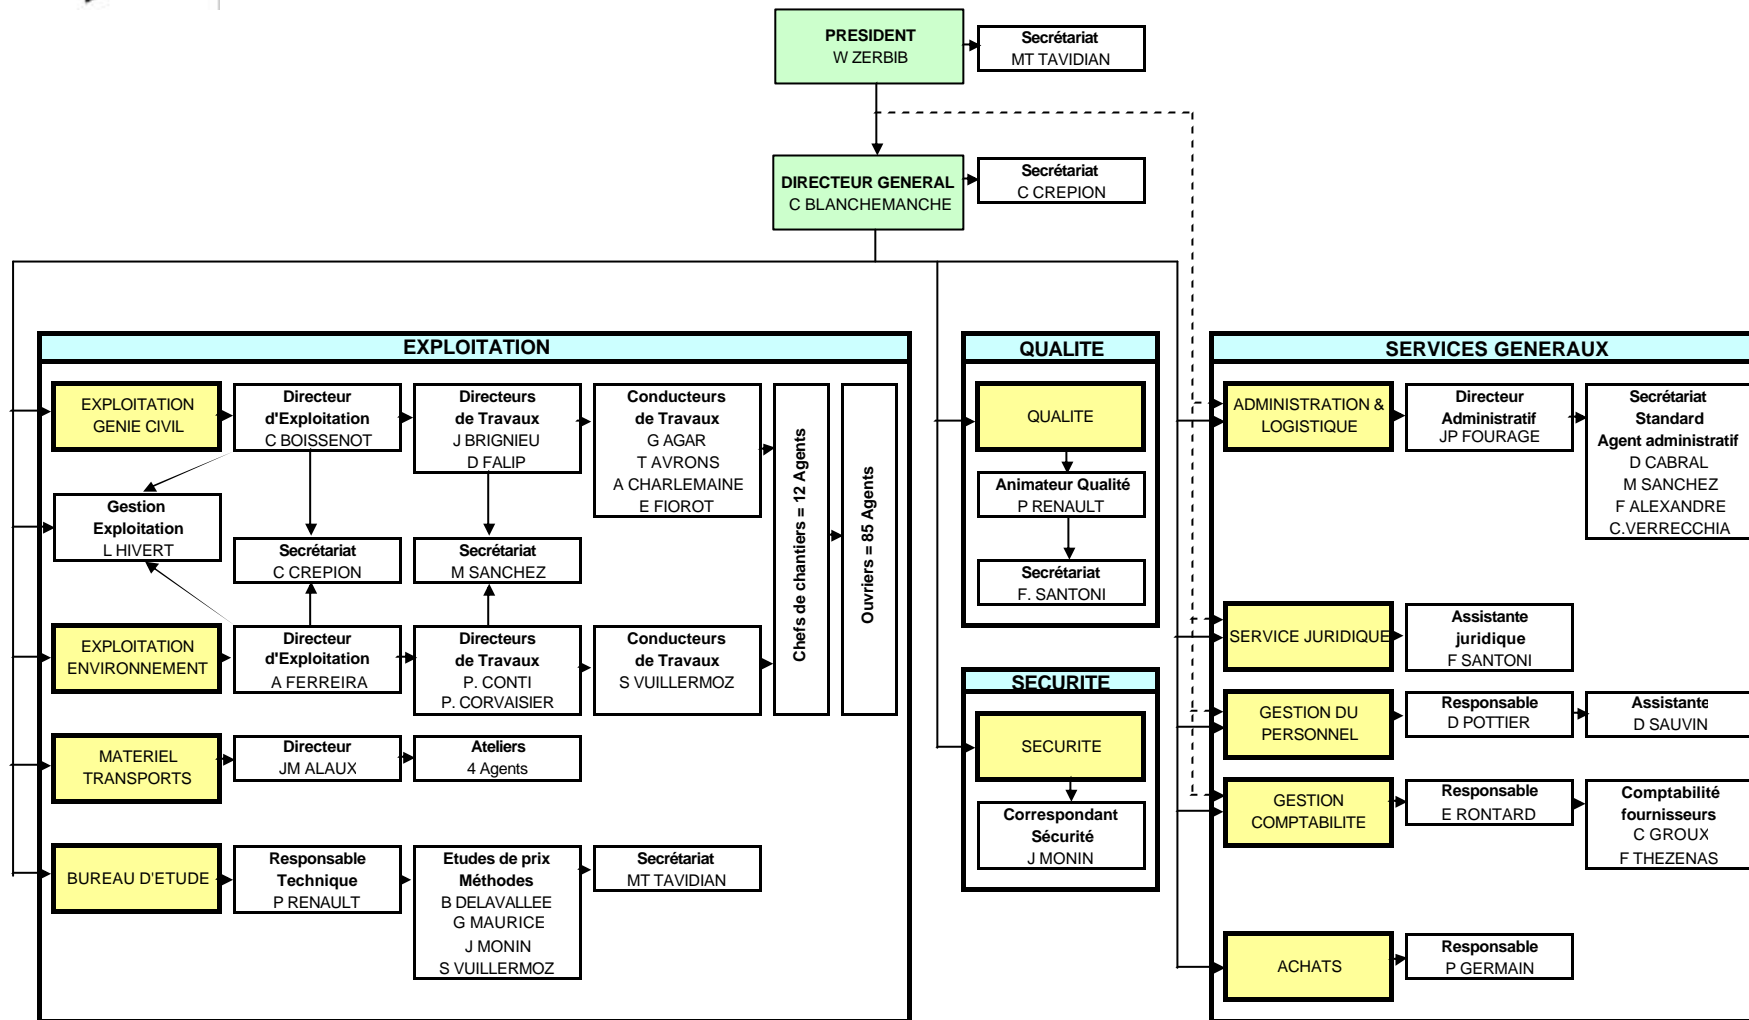 PRESIDENT
W ZERBIB
Secrétariat
MT TAVIDIAN
DIRECTEUR GENERAL
C BLANCHEMANCHE
Secrétariat
C CREPION
EXPLOITATION
EXPLOITATION
GENIE CIVIL
Directeur
d'Exploitation
C BOISSENOT
Directeurs
de Travaux
J BRIGNIEU
D FALIP
Conducteurs
de Travaux
G AGAR
T AVRONS
A CHARLEMAINE
E FIOROT
Chefs de chantiers = 12 Agents
Ouvriers = 85 Agents
Gestion
Exploitation
L HIVERT
Secrétariat
C CREPION
Secrétariat
M SANCHEZ
EXPLOITATION
ENVIRONNEMENT
Directeur
d'Exploitation
A FERREIRA
Directeurs
de Travaux
P. CONTI
P. CORVAISIER
Conducteurs
de Travaux
S VUILLERMOZ
MATERIEL
TRANSPORTS
Directeur
JM ALAUX
Ateliers
4 Agents
BUREAU D'ETUDE
Responsable
Technique
P RENAULT
Etudes de prix
Méthodes
B DELAVALLEE
G MAURICE
J MONIN
S VUILLERMOZ
Secrétariat
MT TAVIDIAN
QUALITE
QUALITE
Animateur Qualité
P RENAULT
Secrétariat
F. SANTONI
SECURITE
SECURITE
Correspondant
Sécurité
J MONIN
SERVICES GENERAUX
ADMINISTRATION &
LOGISTIQUE
Directeur
Administratif
JP FOURAGE
Secrétariat
Standard
Agent administratif
D CABRAL
M SANCHEZ
F ALEXANDRE
C.VERRECCHIA
SERVICE JURIDIQUE
Assistante
juridique
F SANTONI
GESTION DU
PERSONNEL
Responsable
D POTTIER
Assistante
D SAUVIN
GESTION
COMPTABILITE
Responsable
E RONTARD
Comptabilité
fournisseurs
C GROUX
F THEZENAS
ACHATS
Responsable
P GERMAIN